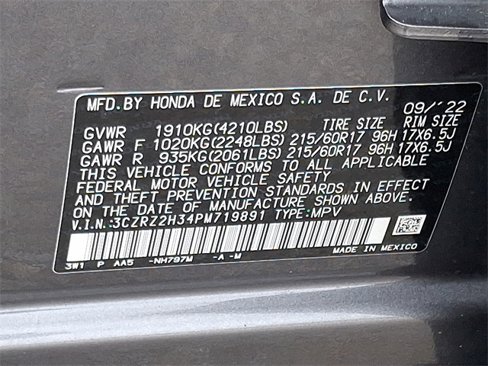 MFD. BY HONDA DE MEXICO S.A. DE C.V. 09/'22
TIRE SIZE RIM SIZE
GVWR 1910KG(4210LBS)
GAWR F 1020KG(2248LBS) 215/60R17 96H 17X6.5J
GAWR R 935KG(2061LBS) 215/60R17 96H 17X6.5J
THIS VEHICLE CONFORMS TO ALL APPLICABLE
FEDERAL MOTOR VEHICLE SAFETY
AND THEFT PREVENTION STANDARDS IN EFFECT
ON THE DATE OF MANUFACTURE SHOWN ABOVE.
V.I.N:3CZRZ2H34PM719891 TYPE:MPV
3W1 P AA5 -NH797M -A -M
MADE IN MEXICO